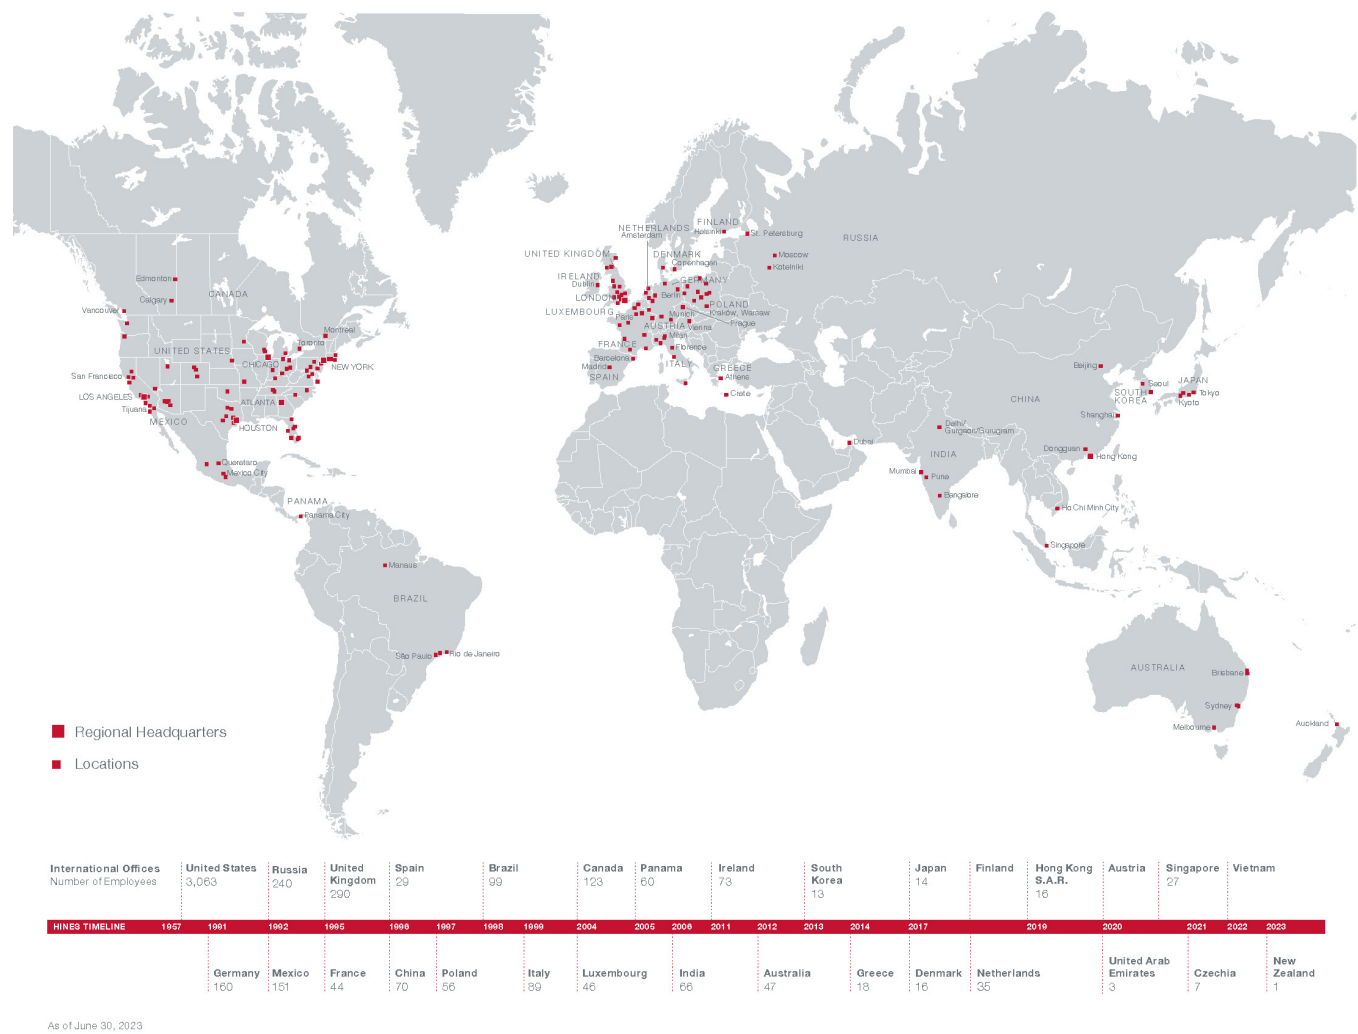 FINLAND
NETHERLANDS
Helsinki
St. Petersburg
Amsterdam
RUSSIA
UNITED KINGDOM
DENMARK
Moscow
Copenhagen
Kotelniki
IRELAND
Edmonton
GERMANY
Dublin
CANADA
Berlin
Calgary
LONDON
POLAND
Vancouver
LUXEMBOURG
Kraków, Warsaw
Paris
Munich
Prague
AUSTRIA
Vienna
Montreal
Milan
Toronto
FRANCE
Florence
UNITED STATES
Barcelona
CHICAGO
NEW YORK
Madrid
ITALY
GREECE
Beijing
San Francisco
SPAIN
Athens
Seoul
JAPAN
LOS ANGELES
ATLANTA
Crete
SOUTH
KOREA
Tokyo
Kyoto
CHINA
Tijuana
Shanghai
MEXICO
HOUSTON
Delhi/
Gurgaon/Gurugram
Dubai
Dongguan
INDIA
Hong Kong
Queretaro
Mexico City
Mumbai
Pune
Bangalore
PANAMA
Ho Chi Minh City
Panama City
Singapore
Manaus
BRAZIL
São Paulo
Rio de Janeiro
AUSTRALIA
Brisbane
Sydney
Melbourne
Auckland
Regional Headquarters
Locations
International Offices
Number of Employees
United States
3,063
Russia
240
United
Kingdom
290
Spain
29
Brazil
99
Canada
123
Panama
60
Ireland
73
South
Korea
13
Japan
14
Finland
Hong Kong
S.A.R.
16
Austria
Singapore
27
Vietnam
HINES TIMELINE 1957 1991 1992 1995 1996 1997 1998 1999 2004 2005 2006 2011 2012 2013 2014 2017 2019 2020 2021 2022 2023
Germany
160
Mexico
151
France
44
China
70
Poland
56
Italy
89
Luxembourg
46
India
66
Australia
47
Greece
18
Denmark
16
Netherlands
35
United Arab
Emirates
3
Czechia
7
New
Zealand
1
As of June 30, 2023